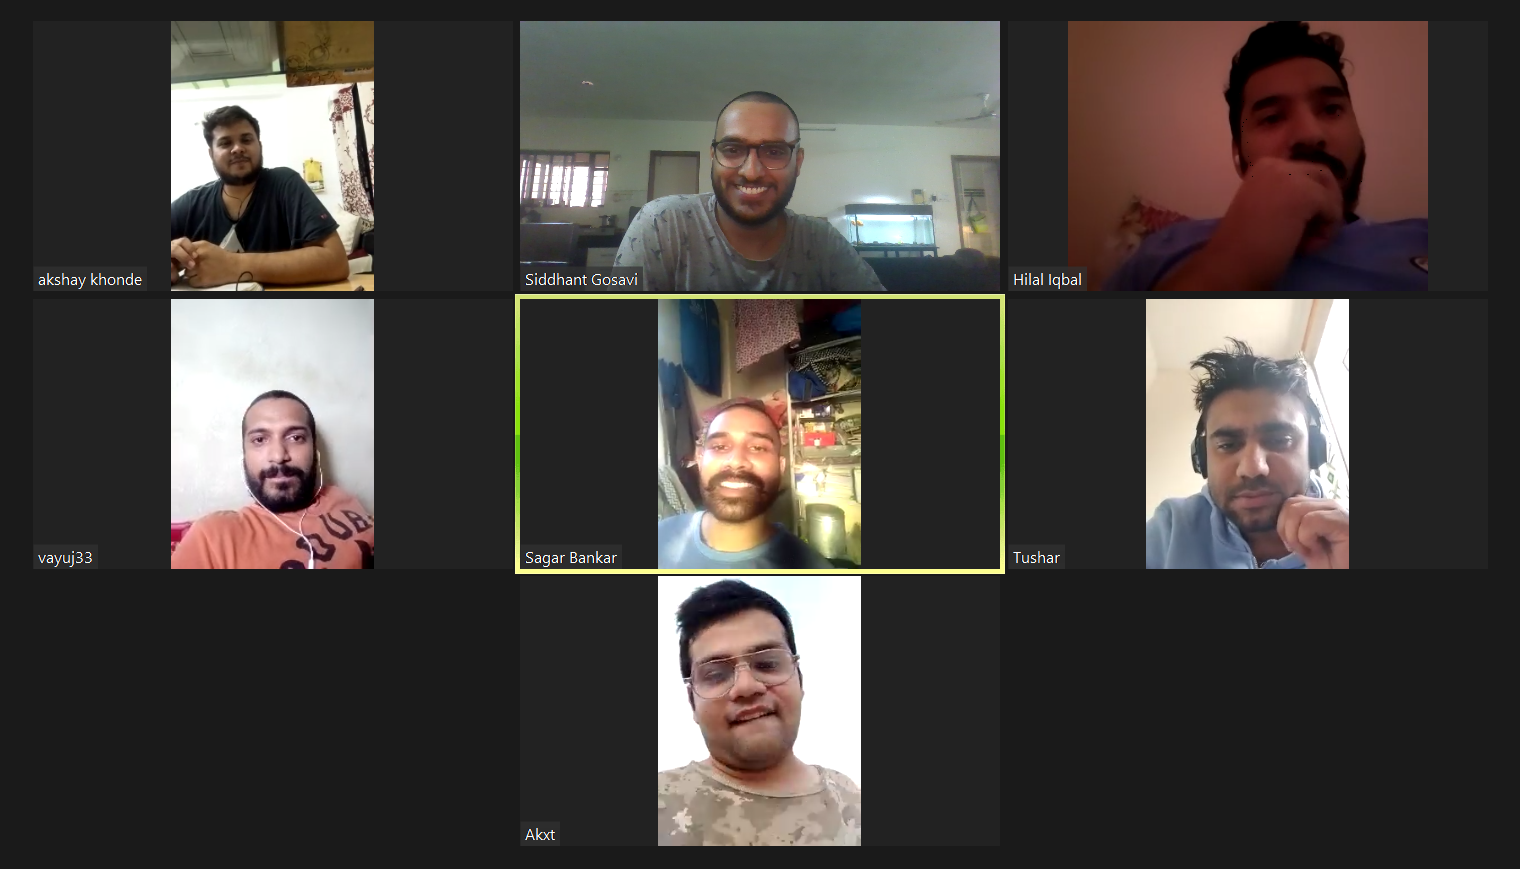 akshay khonde
Siddhant Gosavi
Hilal Iqbal
vayuj33
Sagar Bankar
Tushar
Akxt